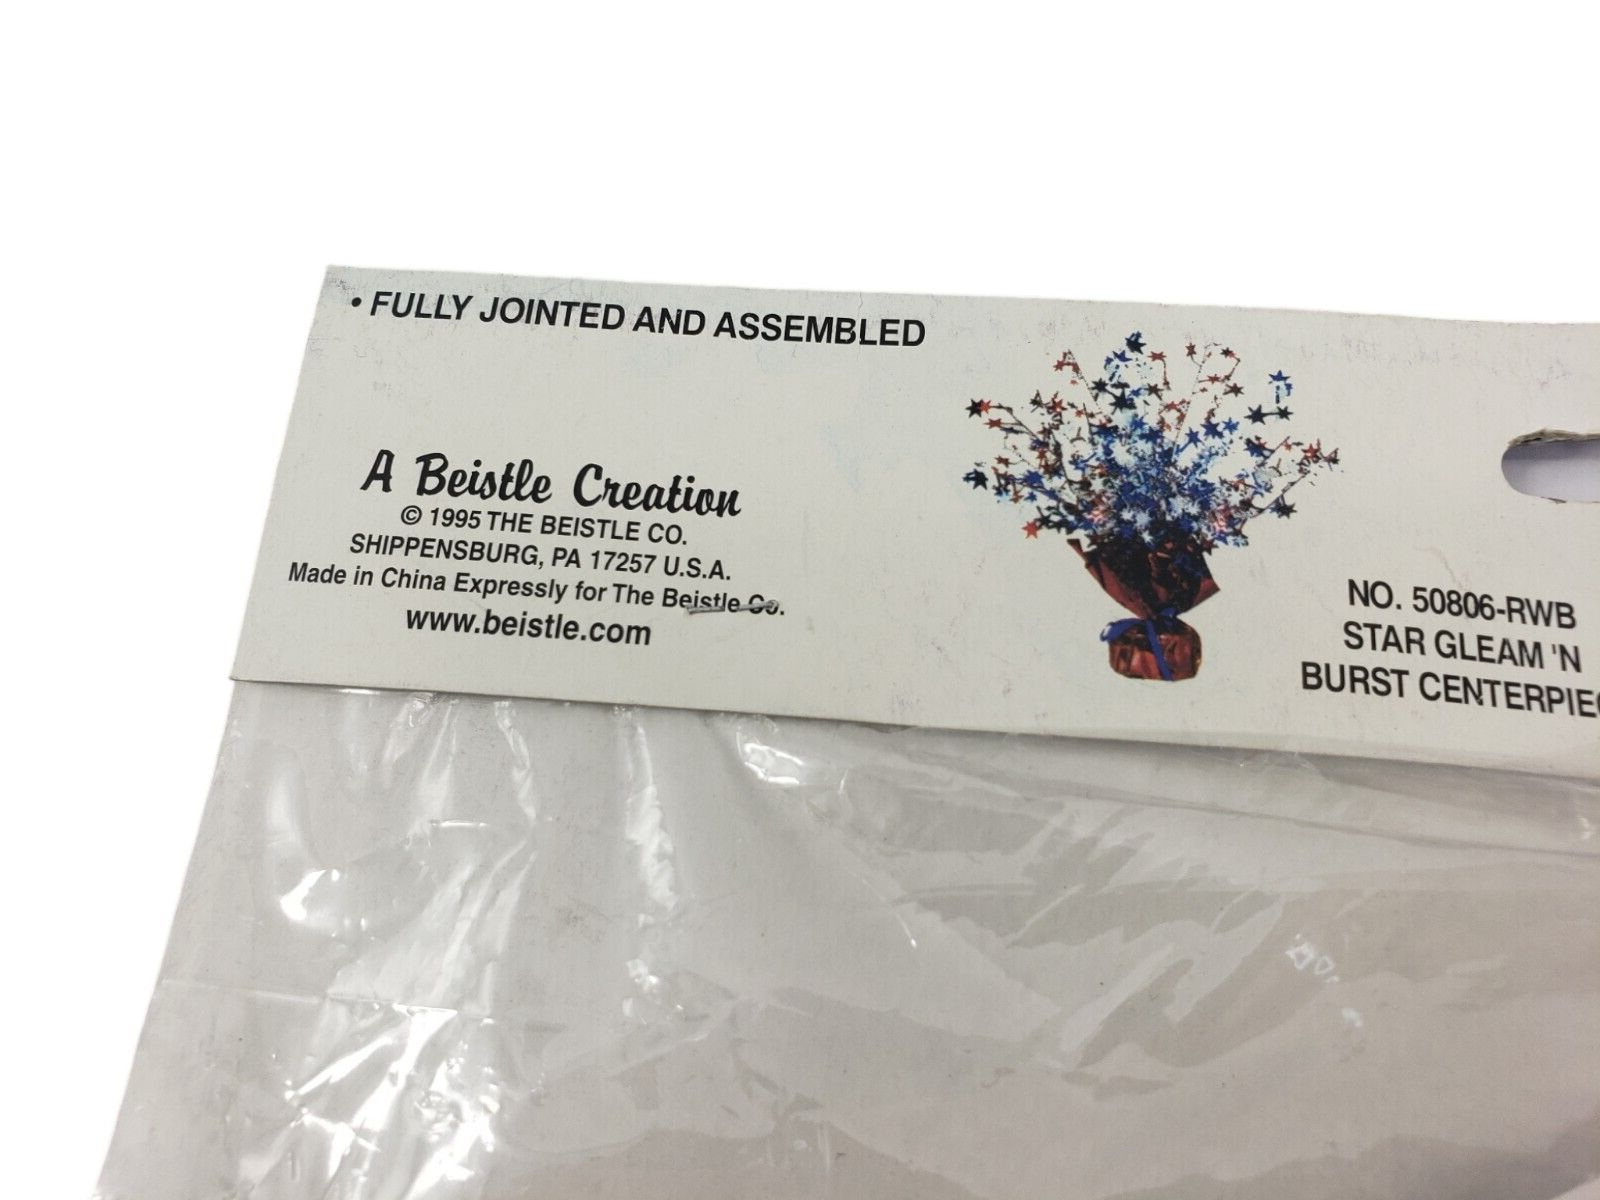 • FULLY JOINTED AND ASSEMBLED
A Beistle Creation
© 1995 THE BEISTLE CO.
SHIPPENSBURG, PA 17257 U.S.A.
Made in China Expressly for The Beistle Co.
www.beistle.com
NO. 50806-RWB
STAR GLEAM 'N
BURST